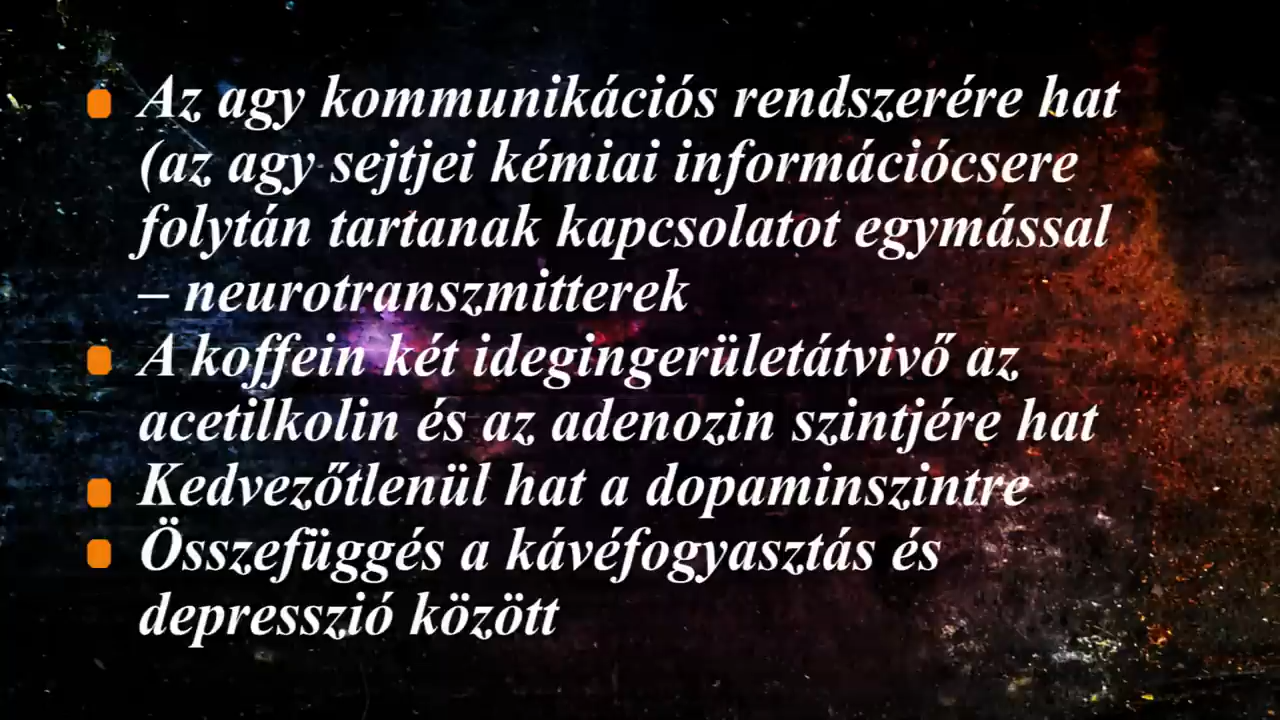 Az agy kommunikációs rendszerére hat
(az agy sejtjei kémiai információcsere
folytán tartanak kapcsolatot egymással
– neurotranszmitterek
A koffein két idegingerületátvivő az
acetilkolin és az adenozin szintjére hat
Kedvezőtlenül hat a dopaminszintre
Összefüggés a kávéfogyasztás és
depresszió között